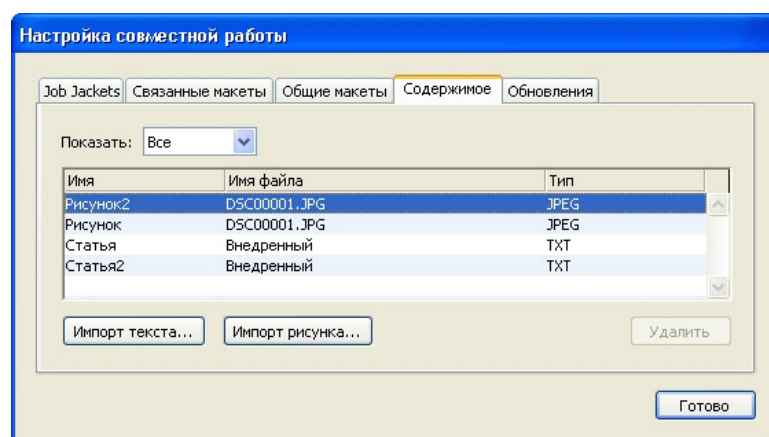 Настройка совместной работы
Job Jackets Связанные макеты Общие макеты Содержимое Обновления
Показать: Все
Имя Имя файла Тип
Рисунок2 DSC00001.JPG JPEG
Рисунок DSC00001.JPG JPEG
Статья Внедренный TXT
Статья2 Внедренный TXT
Импорт текста... Импорт рисунка... Удалить
Готово